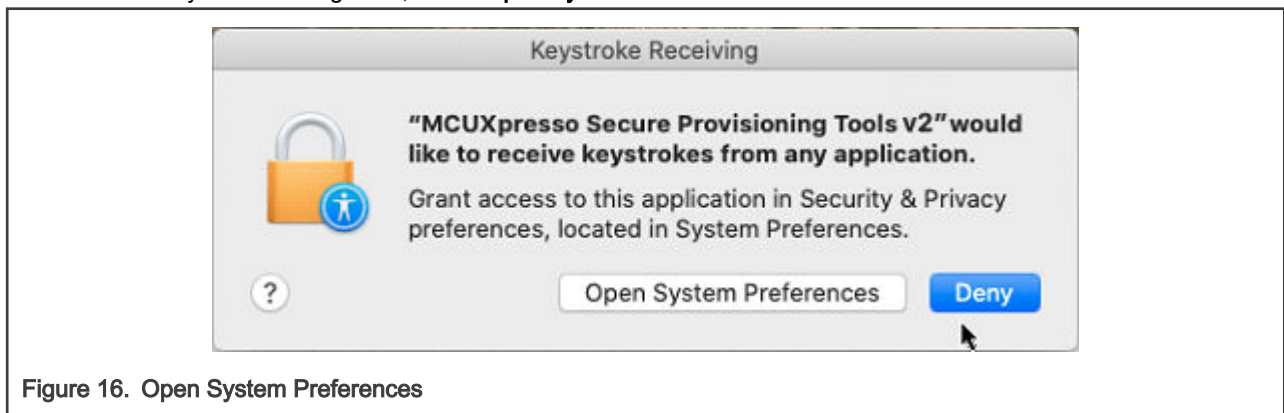 Keystroke Receiving
“MCUXpresso Secure Provisioning Tools v2” would
like to receive keystrokes from any application.
Grant access to this application in Security & Privacy
preferences, located in System Preferences.
?
Open System Preferences
Deny
Figure 16. Open System Preferences